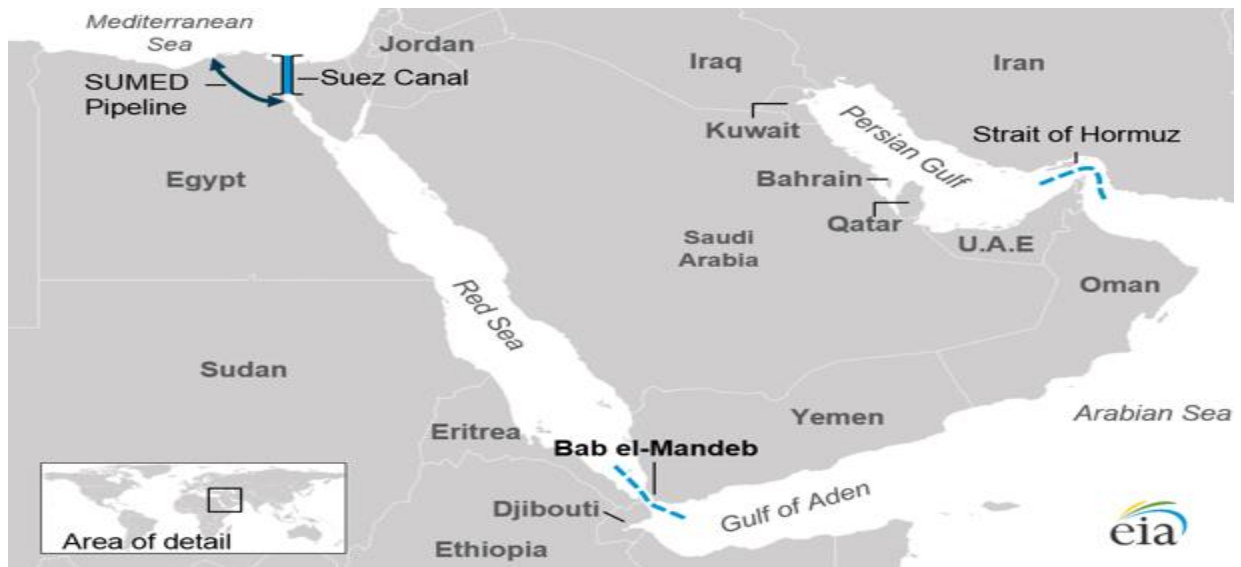 Mediterranean
Sea
Jordan
Iraq
Iran
SUMED
Pipeline
Suez Canal
Kuwait
Persian Gulf
Strait of Hormuz
Egypt
Bahrain
Qatar
Saudi
Arabia
U.A.E
Oman
Red Sea
Sudan
Yemen
Arabian Sea
Eritrea
Bab el-Mandeb
Djibouti
Gulf of Aden
Ethiopia
Area of detail
eia